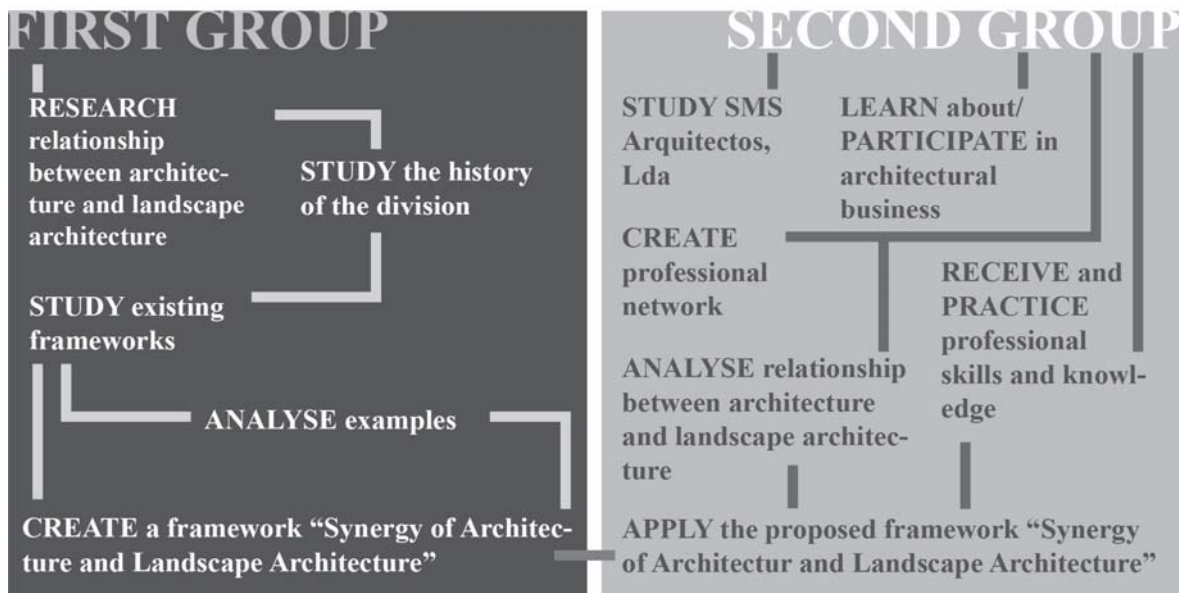 FIRST GROUP
RESEARCH
relationship
between architec-
ture and landscape
architecture
STUDY the history
of the division
STUDY existing
frameworks
ANALYSE examples
CREATE a framework “Synergy of Architec-
ture and Landscape Architecture”
SECOND GROUP
STUDY SMS
Arquitectos,
Lda
LEARN about/
PARTICIPATE in
architectural
business
CREATE
professional
network
RECEIVE and
PRACTICE
professional
skills and knowl-
edge
ANALYSE relationship
between architecture
and landscape architec-
ture
APPLY the proposed framework “Synergy
of Architectur and Landscape Architecture”